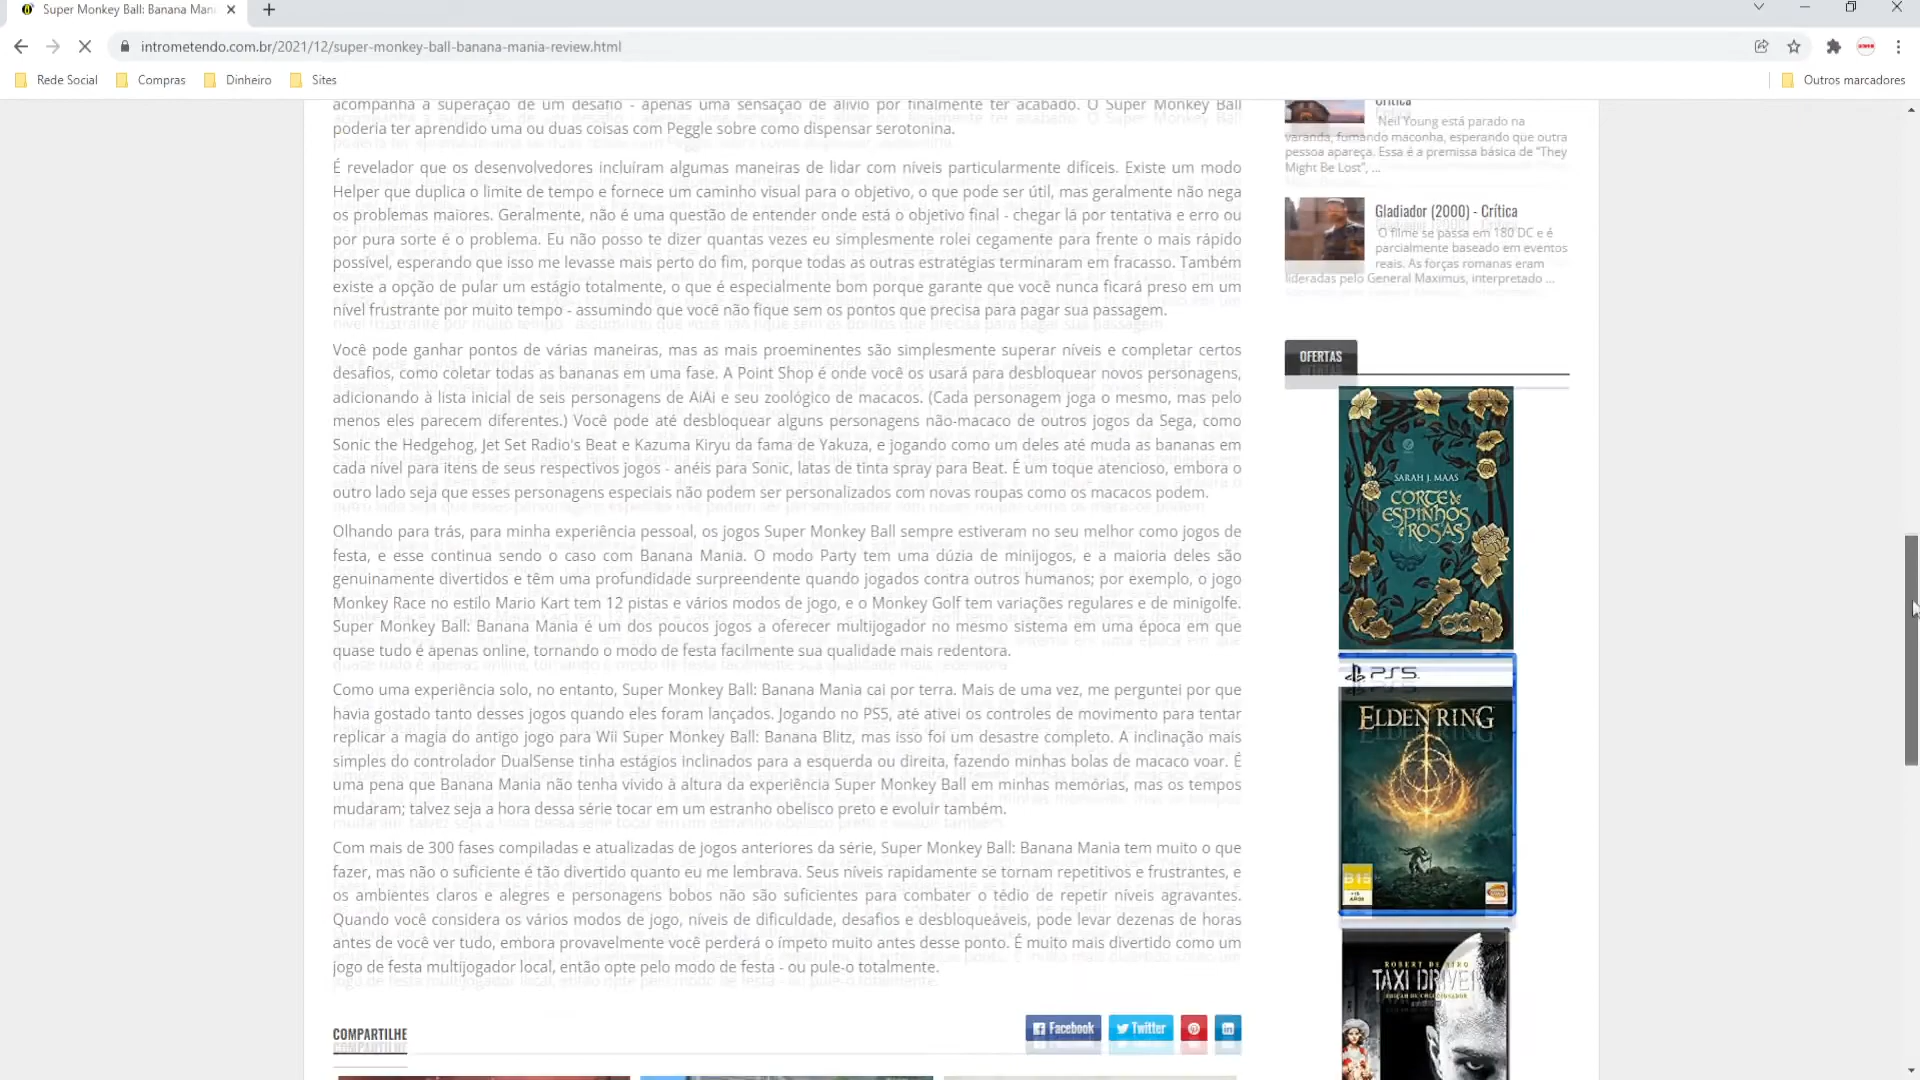 Super Monkey Ball: Banana Man
intrometendo.com.br/2021/12/super-monkey-ball-banana-mania-review.html
Rede Social
Compras
Dinheiro
Sites
Outros marcadores
acompanha a superação de um desafio - apenas uma sensação de alívio por finalmente ter acabado. O Super Monkey Ball
poderia ter aprendido uma ou duas coisas com Peggle sobre como dispensar serotonina.
É revelador que os desenvolvedores incluíram algumas maneiras de lidar com níveis particularmente difíceis. Existe um modo
Helper que duplica o limite de tempo e fornece um caminho visual para o objetivo, o que pode ser útil, mas geralmente não nega
os problemas maiores. Geralmente, não é uma questão de entender onde está o objetivo final - chegar lá por tentativa e erro ou
por pura sorte é o problema. Eu não posso te dizer quantas vezes eu simplesmente rolei cegamente para frente o mais rápido
possível, esperando que isso me levasse mais perto do fim, porque todas as outras estratégias terminaram em fracasso. Também
existe a opção de pular um estágio totalmente, o que é especialmente bom porque garante que você nunca ficará preso em um
nível frustrante por muito tempo - assumindo que você não fique sem os pontos que precisa para pagar sua passagem.
Você pode ganhar pontos de várias maneiras, mas as mais proeminentes são simplesmente superar níveis e completar certos
desafios, como coletar todas as bananas em uma fase. A Point Shop é onde você os usará para desbloquear novos personagens,
adicionando à lista inicial de seis personagens de AiAi e seu zoológico de macacos. (Cada personagem joga o mesmo, mas pelo
menos eles parecem diferentes.) Você pode até desbloquear alguns personagens não-macaco de outros jogos da Sega, como
Sonic the Hedgehog, Jet Set Radio's Beat e Kazuma Kiryu da fama de Yakuza, e jogando como um deles até muda as bananas em
cada nível para itens de seus respectivos jogos - anéis para Sonic, latas de tinta spray para Beat. É um toque atencioso, embora o
outro lado seja que esses personagens especiais não podem ser personalizados com novas roupas como os macacos podem.
Olhando para trás, para minha experiência pessoal, os jogos Super Monkey Ball sempre estiveram no seu melhor como jogos de
festa, e esse continua sendo o caso com Banana Mania. O modo Party tem uma dúzia de minijogos, e a maioria deles são
genuinamente divertidos e têm uma profundidade surpreendente quando jogados contra outros humanos; por exemplo, o jogo
Monkey Race no estilo Mario Kart tem 12 pistas e vários modos de jogo, e o Monkey Golf tem variações regulares e de minigolfe.
Super Monkey Ball: Banana Mania é um dos poucos jogos a oferecer multijogador no mesmo sistema em uma época em que
quase tudo é apenas online, tornando o modo de festa facilmente sua qualidade mais redentora.
Como uma experiência solo, no entanto, Super Monkey Ball: Banana Mania cai por terra. Mais de uma vez, me perguntei por que
havia gostado tanto desses jogos quando eles foram lançados. Jogando no PS5, até ativei os controles de movimento para tentar
replicar a magia do antigo jogo para Wii Super Monkey Ball: Banana Blitz, mas isso foi um desastre completo. A inclinação mais
simples do controlador DualSense tinha estágios inclinados para a esquerda ou direita, fazendo minhas bolas de macaco voar. É
uma pena que Banana Mania não tenha vivido à altura da experiência Super Monkey Ball em minhas memórias, mas os tempos
mudaram; talvez seja a hora dessa série tocar em um estranho obelisco preto e evoluir também.
Com mais de 300 fases compiladas e atualizadas de jogos anteriores da série, Super Monkey Ball: Banana Mania tem muito o que
fazer, mas não o suficiente é tão divertido quanto eu me lembrava. Seus níveis rapidamente se tornam repetitivos e frustrantes, e
os ambientes claros e alegres e personagens bobos não são suficientes para combater o tédio de repetir níveis agravantes.
Quando você considera os vários modos de jogo, níveis de dificuldade, desafios e desbloqueáveis, pode levar dezenas de horas
antes de você ver tudo, embora provavelmente você perderá o ímpeto muito antes desse ponto. É muito mais divertido como um
jogo de festa multijogador local, então opte pelo modo de festa - ou pule-o totalmente.
COMPARTILHE
Facebook
Twitter
Crítica
Neil Young está parado na
varanda, fumando maconha, esperando que outra
pessoa apareça. Essa é a premissa básica de “They
Might Be Lost”, ...
Gladiador (2000) - Crítica
O filme se passa em 180 DC e é
parcialmente baseado em eventos
reais. As forças romanas eram
lideradas pelo General Maximus, interpretado ...
OFERTAS
SARAH J. MAAS
CORTE DE
ESPINHOS
E ROSAS
PS5
ELDEN RING
B15
ROBERT DE NIRO
TAXI DRIVER